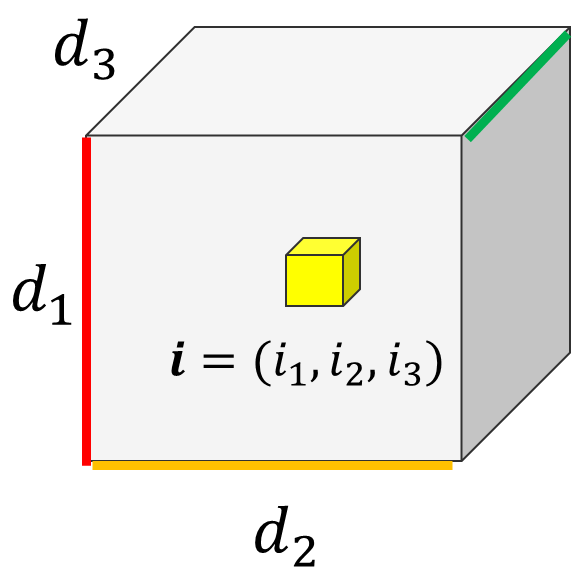 d₃
d₁
i = (i₁, i₂, i₃)
d₂